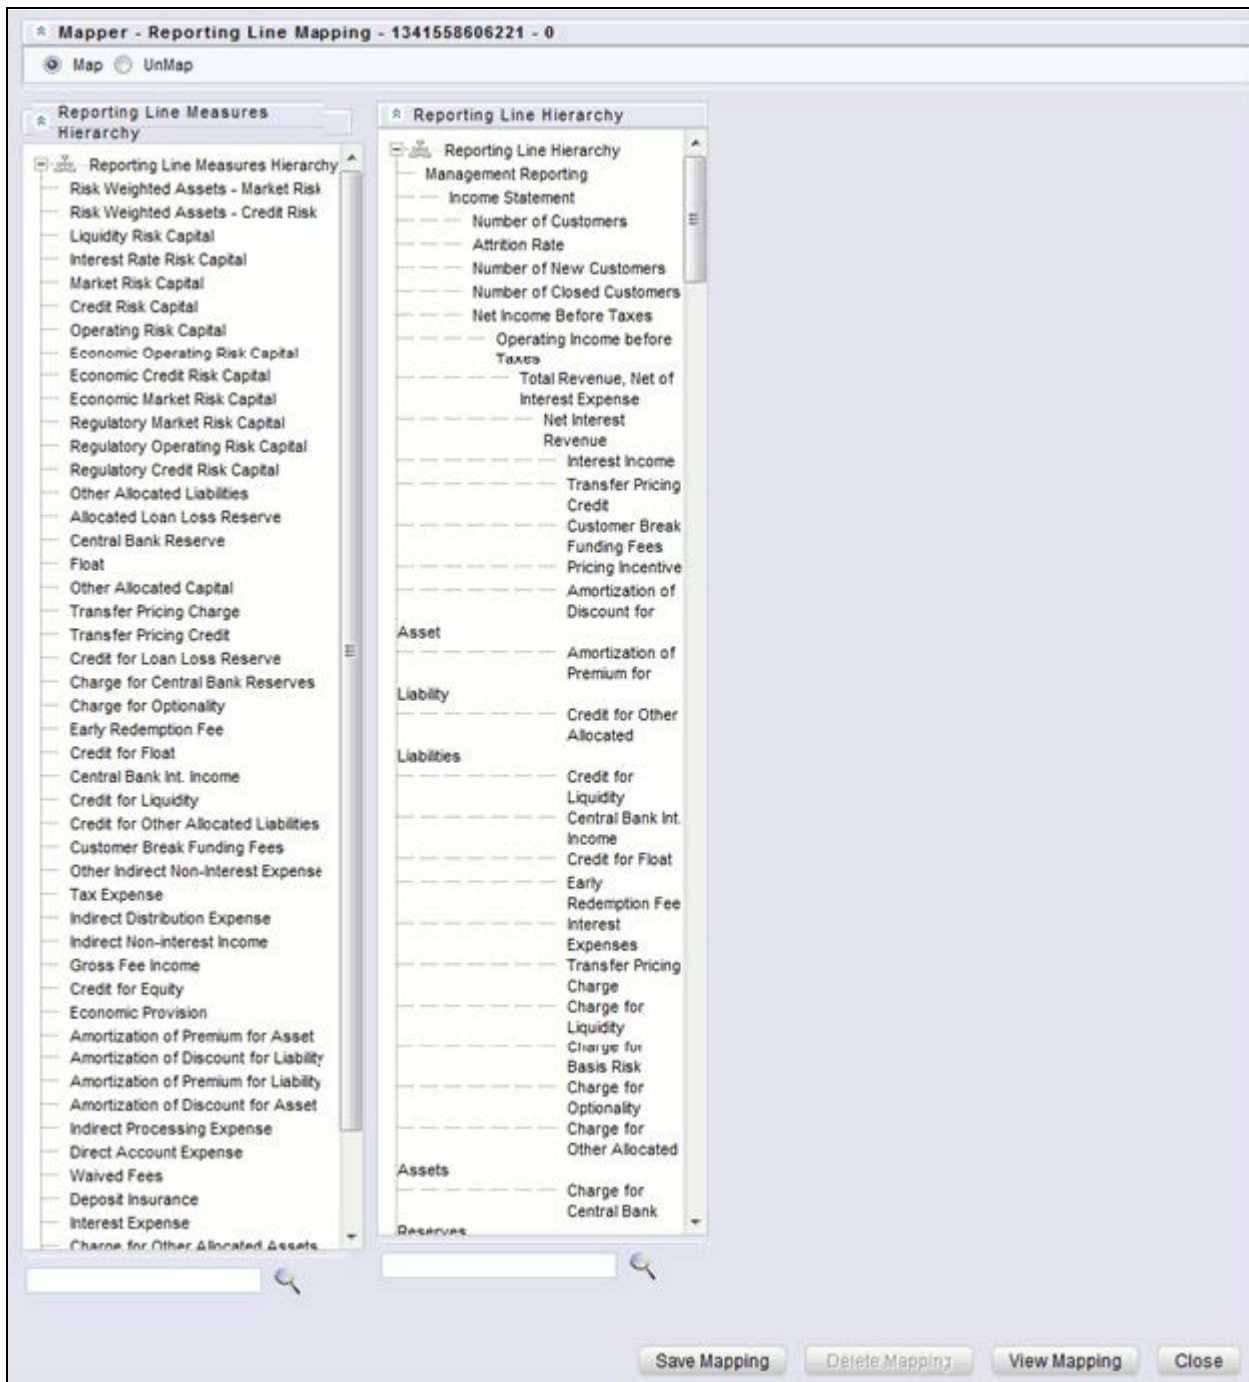 Mapper - Reporting Line Mapping - 1341558606221 - 0
Map UnMap
Reporting Line Measures
Hierarchy
Reporting Line Measures Hierarchy
Risk Weighted Assets - Market Risk
Risk Weighted Assets - Credit Risk
Liquidity Risk Capital
Interest Rate Risk Capital
Market Risk Capital
Credit Risk Capital
Operating Risk Capital
Economic Operating Risk Capital
Economic Credit Risk Capital
Economic Market Risk Capital
Regulatory Market Risk Capital
Regulatory Operating Risk Capital
Regulatory Credit Risk Capital
Other Allocated Liabilities
Allocated Loan Loss Reserve
Central Bank Reserve
Float
Other Allocated Capital
Transfer Pricing Charge
Transfer Pricing Credit
Credit for Loan Loss Reserve
Charge for Central Bank Reserves
Charge for Optionality
Early Redemption Fee
Credit for Float
Central Bank Int. Income
Credit for Liquidity
Credit for Other Allocated Liabilities
Customer Break Funding Fees
Other Indirect Non-Interest Expense
Tax Expense
Indirect Distribution Expense
Indirect Non-interest Income
Gross Fee Income
Credit for Equity
Economic Provision
Amortization of Premium for Asset
Amortization of Discount for Liability
Amortization of Premium for Liability
Amortization of Discount for Asset
Indirect Processing Expense
Direct Account Expense
Waived Fees
Deposit Insurance
Interest Expense
Charge for Other Allocated Assets
Reporting Line Hierarchy
Reporting Line Hierarchy
Management Reporting
Income Statement
Number of Customers
Attrition Rate
Number of New Customers
Number of Closed Customers
Net Income Before Taxes
Operating Income before
Taxes
Total Revenue, Net of
Interest Expense
Net Interest
Revenue
Interest Income
Transfer Pricing
Credit
Customer Break
Funding Fees
Pricing Incentive
Amortization of
Discount for
Asset
Amortization of
Premium for
Liability
Credit for Other
Allocated
Liabilities
Credit for
Liquidity
Central Bank Int.
Income
Credit for Float
Early
Redemption Fee
Interest
Expenses
Transfer Pricing
Charge
Charge for
Liquidity
Charge for
Basis Risk
Charge for
Optionality
Charge for
Other Allocated
Assets
Charge for
Central Bank
Reserves
Save Mapping Delete Mapping View Mapping Close